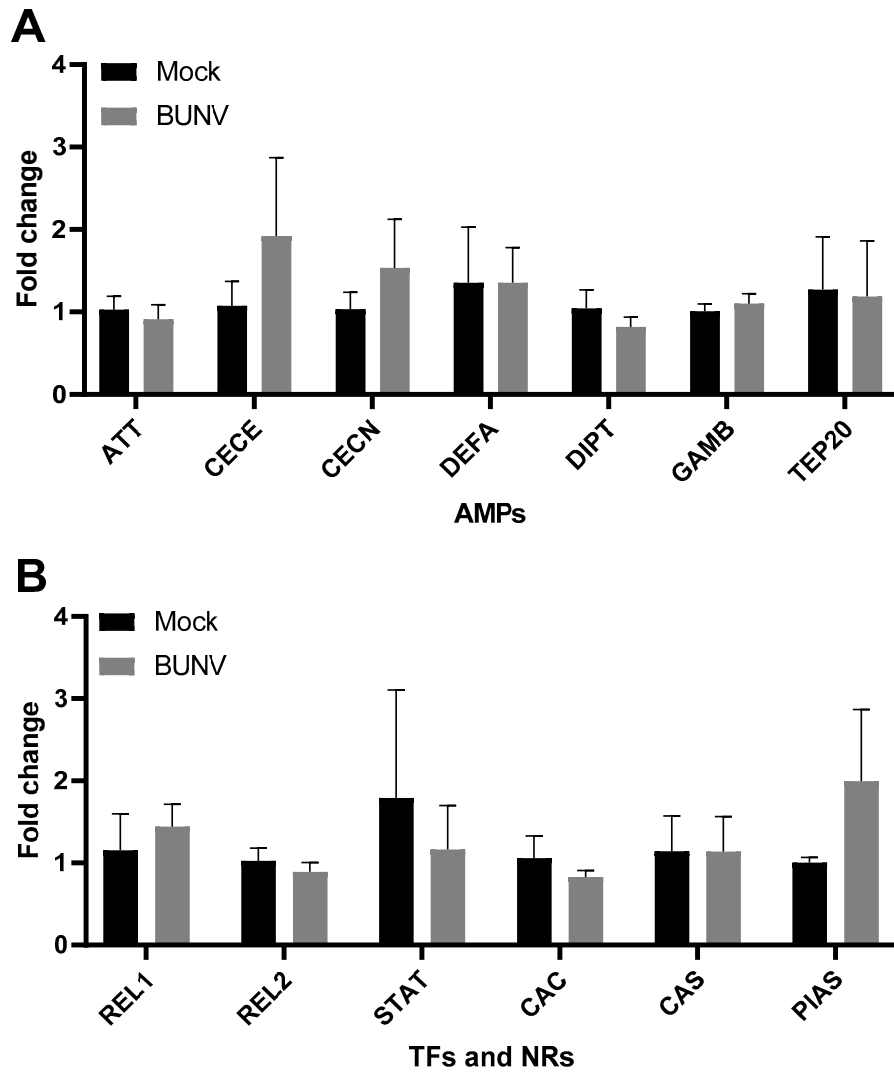 A
4
3
2
1
0
Fold change
Mock
BUNV
ATT
CECE
CECN
DEFA
DIPT
GAMB
TEP20
AMPs
B
4
3
2
1
0
Fold change
Mock
BUNV
REL1
REL2
STAT
CAC
CAS
PIAS
TFs and NRs